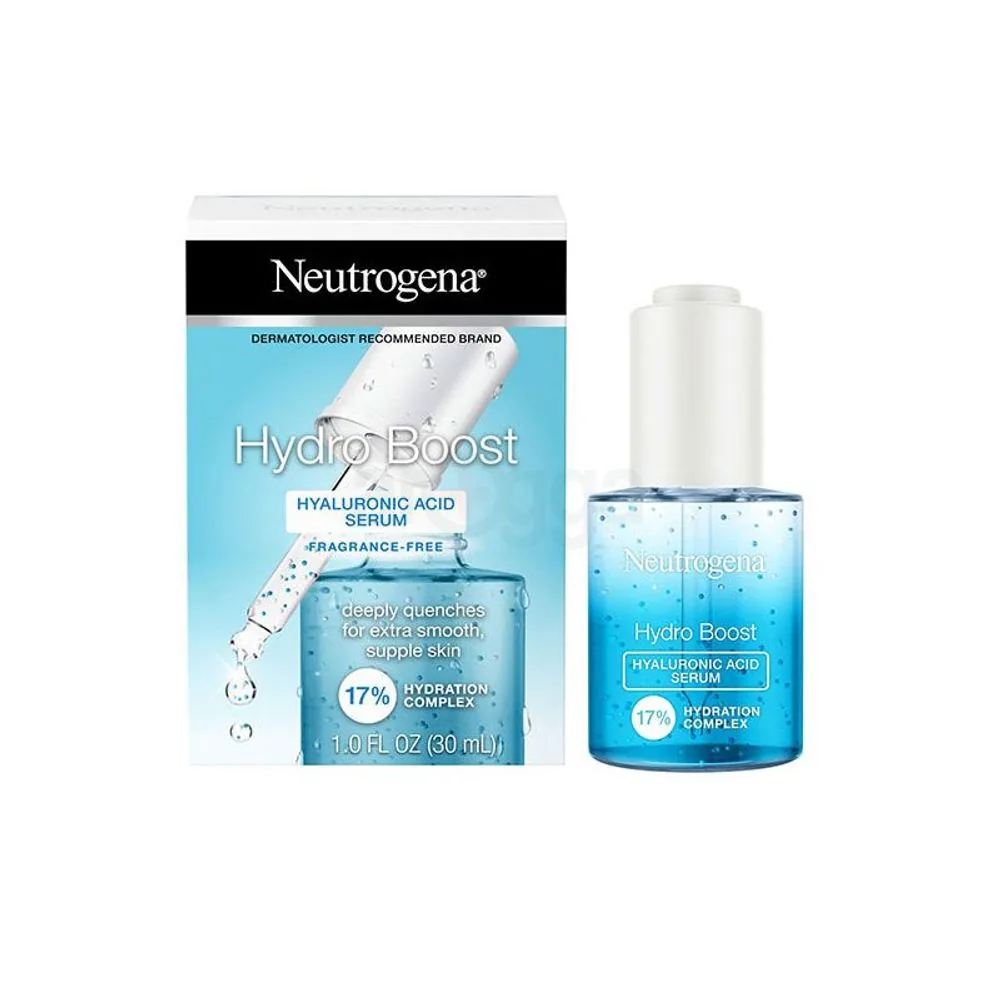 Neutrogena®
DERMATOLOGIST RECOMMENDED BRAND
Hydro Boost
HYALURONIC ACID
SERUM
FRAGRANCE-FREE
deeply quenches
for extra smooth,
supple skin
17% HYDRATION
COMPLEX
1.0 FL OZ (30 mL)
Neutrogena
Hydro Boost
HYALURONIC ACID
SERUM
17% HYDRATION
COMPLEX